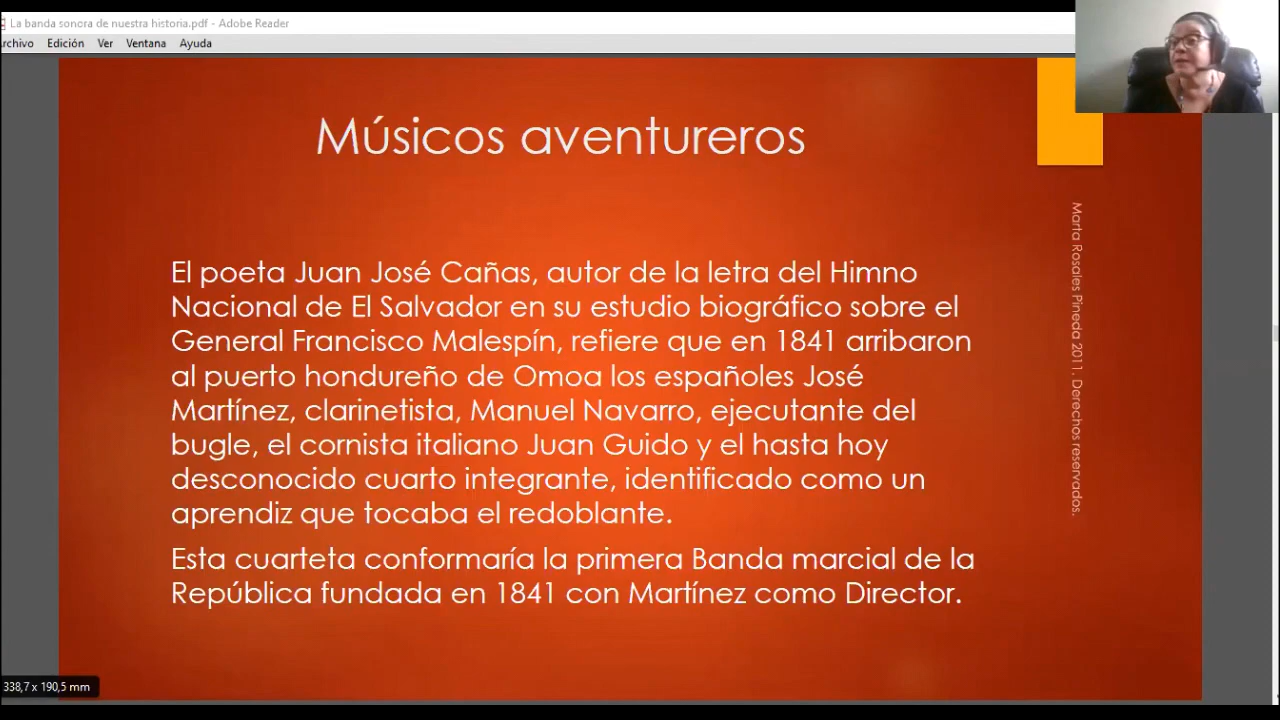 La banda sonora de nuestra historia.pdf - Adobe Reader
rchivo Edición Ver Ventana Ayuda
Músicos aventureros
El poeta Juan José Cañas, autor de la letra del Himno
Nacional de El Salvador en su estudio biográfico sobre el
General Francisco Malespín, refiere que en 1841 arribaron
al puerto hondureño de Omoa los españoles José
Martínez, clarinetista, Manuel Navarro, ejecutante del
bugle, el cornista italiano Juan Guido y el hasta hoy
desconocido cuarto integrante, identificado como un
aprendiz que tocaba el redoblante.
Esta cuarteta conformaría la primera Banda marcial de la
República fundada en 1841 con Martínez como Director.
Marta Rosales Pineda 2011. Derechos reservados.
338,7 x 190,5 mm